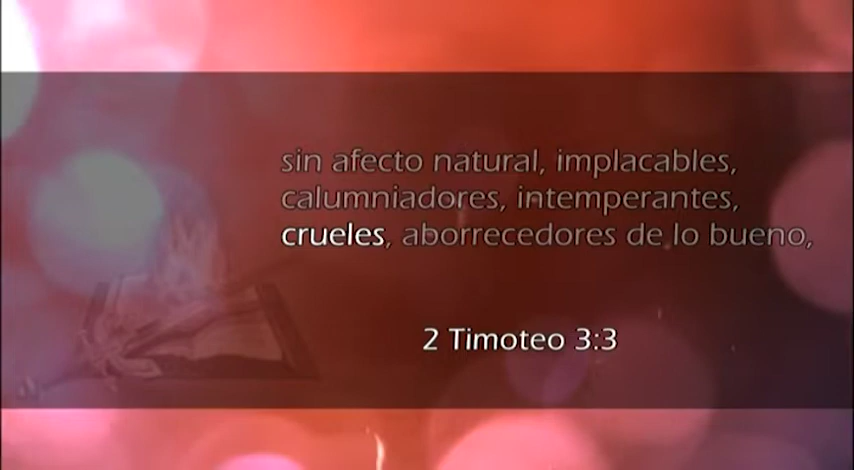 sin afecto natural, implacables,
calumniadores, intemperantes,
crueles, aborrecedores de lo bueno,
2 Timoteo 3:3